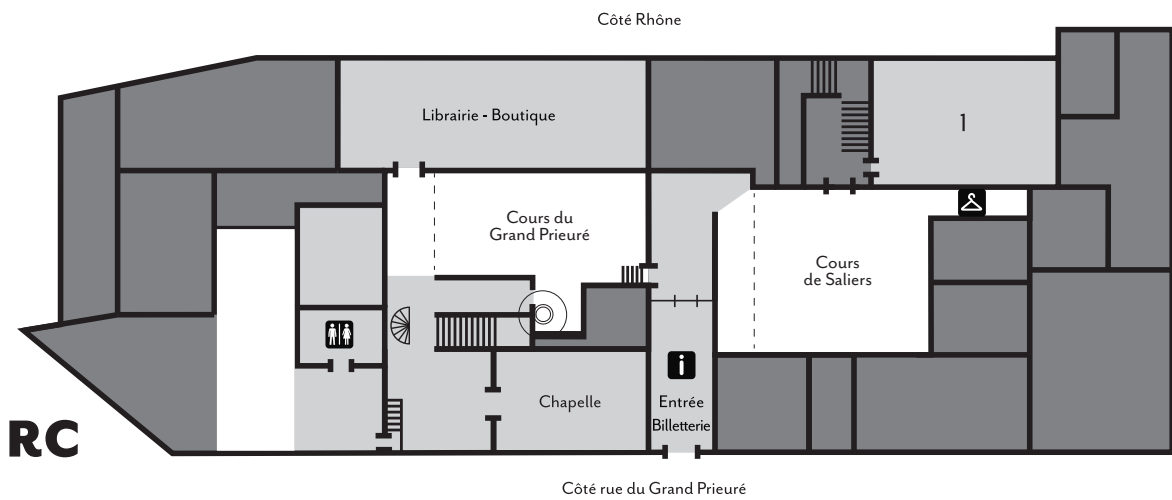 Côté Rhône
Librairie - Boutique
1
Cours du
Grand Prieuré
Cours
de Saliers
Chapelle
Entrée
Billetterie
RC
Côté rue du Grand Prieuré